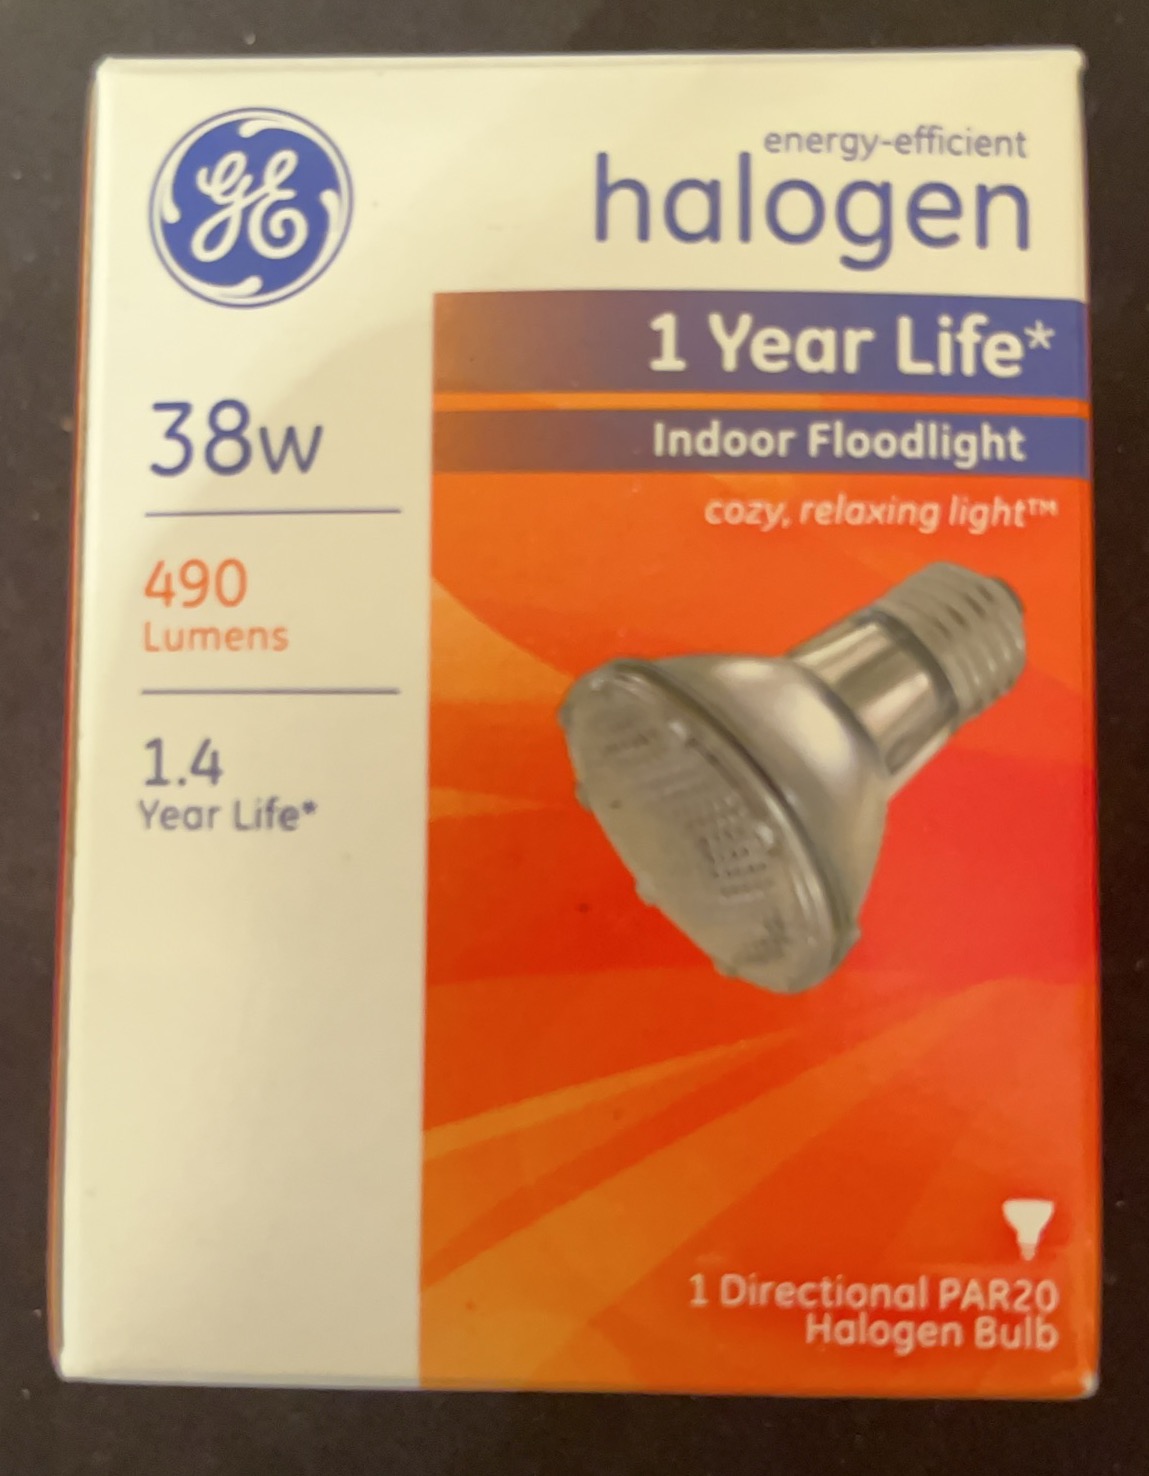 GE
energy-efficient
halogen
1 Year Life*
Indoor Floodlight
cozy, relaxing light™
38w
490
Lumens
1.4
Year Life*
1 Directional PAR20
Halogen Bulb